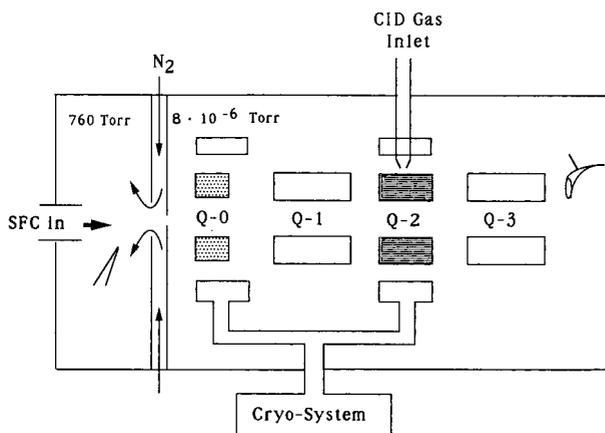 CID Gas
Inlet
N2
760 Torr
8 · 10 -6 Torr
SFC in
Q-0
Q-1
Q-2
Q-3
Cryo-System